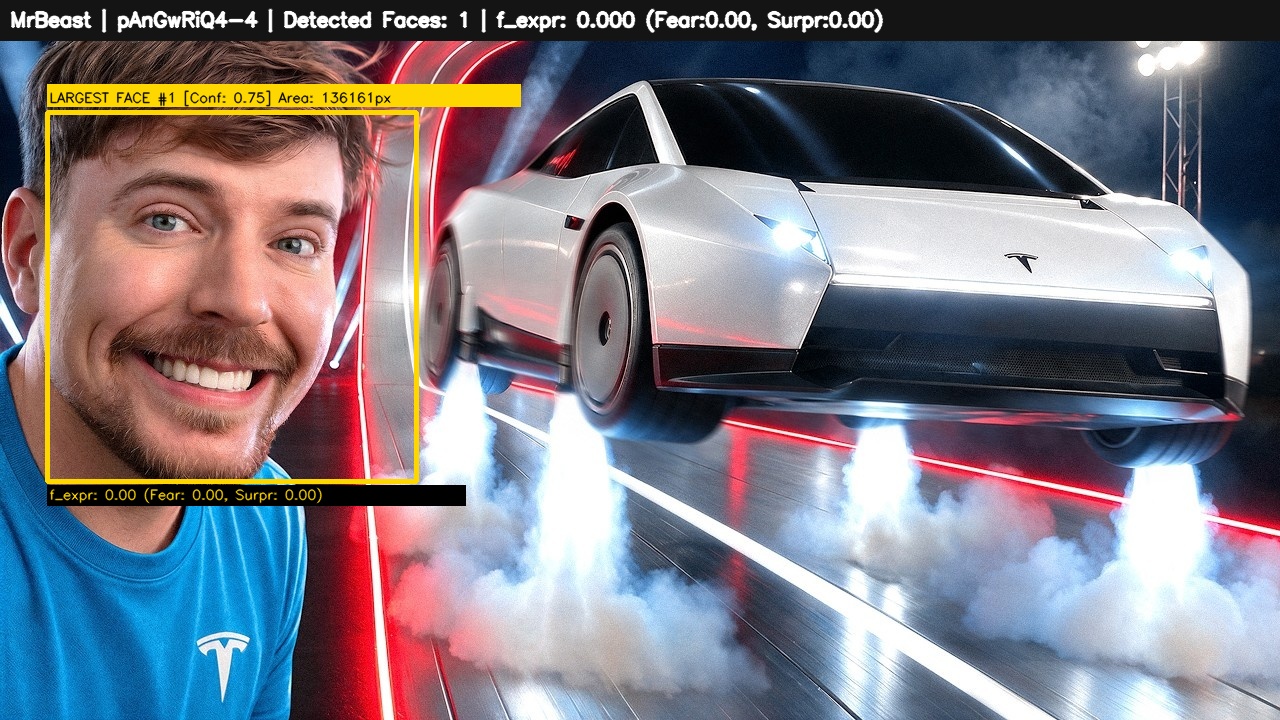 MrBeast | pAnGwRiQ4-4 | Detected Faces: 1 | f_expr: 0.000 (Fear:0.00, Surpr:0.00)
LARGEST FACE #1 [Conf: 0.75] Area: 136161px
f_expr: 0.00 (Fear: 0.00, Surpr: 0.00)